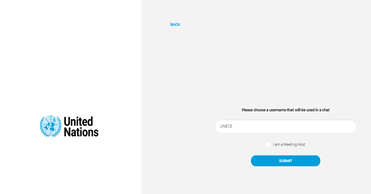 BACK
United
Nations
Please choose a username that will be used in a chat
UNECE
I am a Meeting Host
SUBMIT